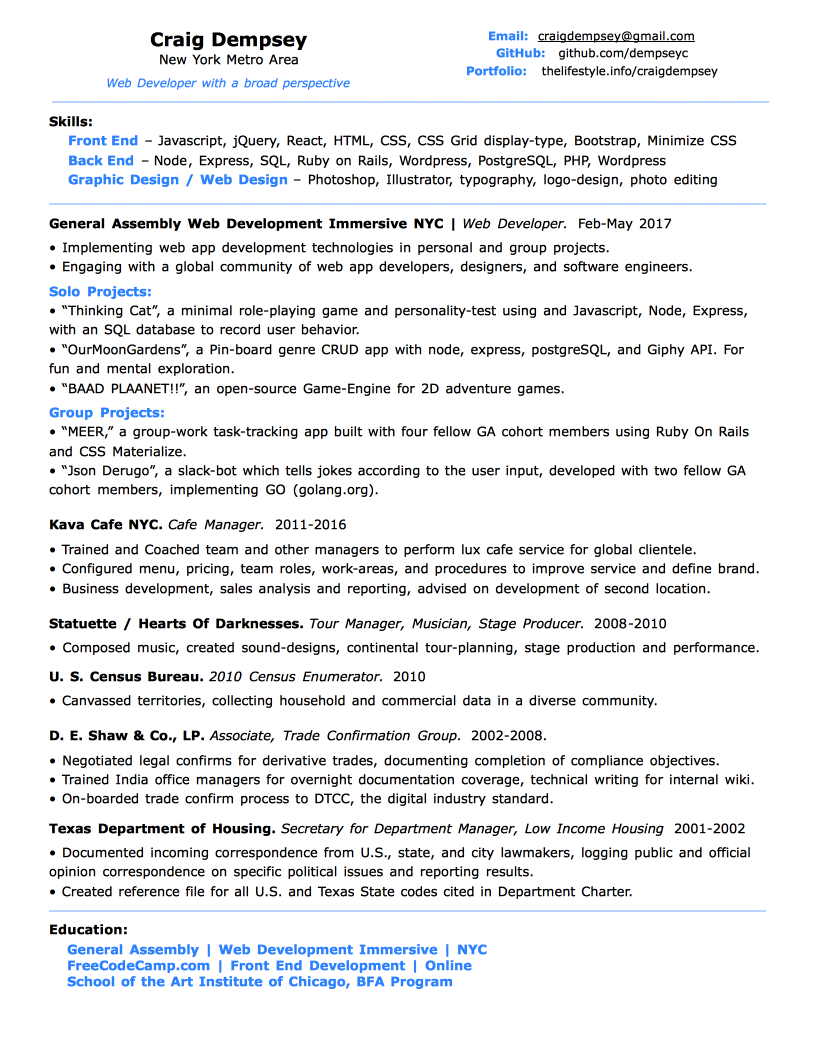 Craig Dempsey
New York Metro Area
Web Developer with a broad perspective
Email: craigdempsey@gmail.com
GitHub: github.com/dempseyc
Portfolio: thelifestyle.info/craigdempsey
Skills:
Front End – Javascript, jQuery, React, HTML, CSS, CSS Grid display-type, Bootstrap, Minimize CSS
Back End – Node, Express, SQL, Ruby on Rails, Wordpress, PostgreSQL, PHP, Wordpress
Graphic Design / Web Design – Photoshop, Illustrator, typography, logo-design, photo editing
General Assembly Web Development Immersive NYC | Web Developer. Feb-May 2017
• Implementing web app development technologies in personal and group projects.
• Engaging with a global community of web app developers, designers, and software engineers.
Solo Projects:
• “Thinking Cat”, a minimal role-playing game and personality-test using and Javascript, Node, Express,
with an SQL database to record user behavior.
• “OurMoonGardens”, a Pin-board genre CRUD app with node, express, postgreSQL, and Giphy API. For
fun and mental exploration.
• “BAAD PLAANET!!”, an open-source Game-Engine for 2D adventure games.
Group Projects:
• “MEER,” a group-work task-tracking app built with four fellow GA cohort members using Ruby On Rails
and CSS Materialize.
• “Json Derugo”, a slack-bot which tells jokes according to the user input, developed with two fellow GA
cohort members, implementing GO (golang.org).
Kava Cafe NYC. Cafe Manager. 2011-2016
• Trained and Coached team and other managers to perform lux cafe service for global clientele.
• Configured menu, pricing, team roles, work-areas, and procedures to improve service and define brand.
• Business development, sales analysis and reporting, advised on development of second location.
Statuette / Hearts Of Darknesses. Tour Manager, Musician, Stage Producer. 2008-2010
• Composed music, created sound-designs, continental tour-planning, stage production and performance.
U. S. Census Bureau. 2010 Census Enumerator. 2010
• Canvassed territories, collecting household and commercial data in a diverse community.
D. E. Shaw & Co., LP. Associate, Trade Confirmation Group. 2002-2008.
• Negotiated legal confirms for derivative trades, documenting completion of compliance objectives.
• Trained India office managers for overnight documentation coverage, technical writing for internal wiki.
• On-boarded trade confirm process to DTCC, the digital industry standard.
Texas Department of Housing. Secretary for Department Manager, Low Income Housing 2001-2002
• Documented incoming correspondence from U.S., state, and city lawmakers, logging public and official
opinion correspondence on specific political issues and reporting results.
• Created reference file for all U.S. and Texas State codes cited in Department Charter.
Education:
General Assembly | Web Development Immersive | NYC
FreeCodeCamp.com | Front End Development | Online
School of the Art Institute of Chicago, BFA Program